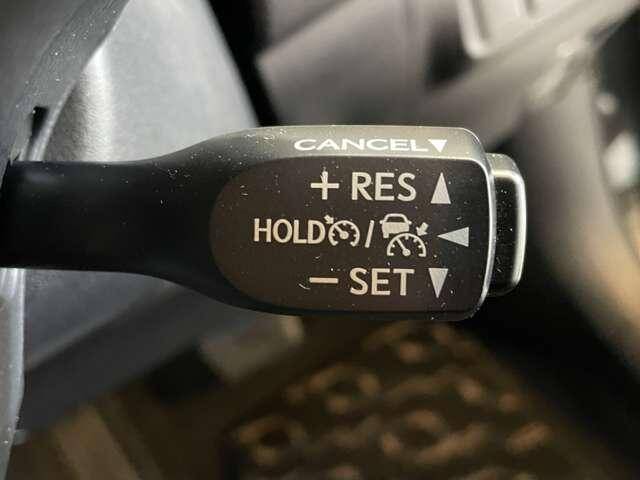 CANCEL▼
+ RES ▲
HOLD / ◀
− SET ▼